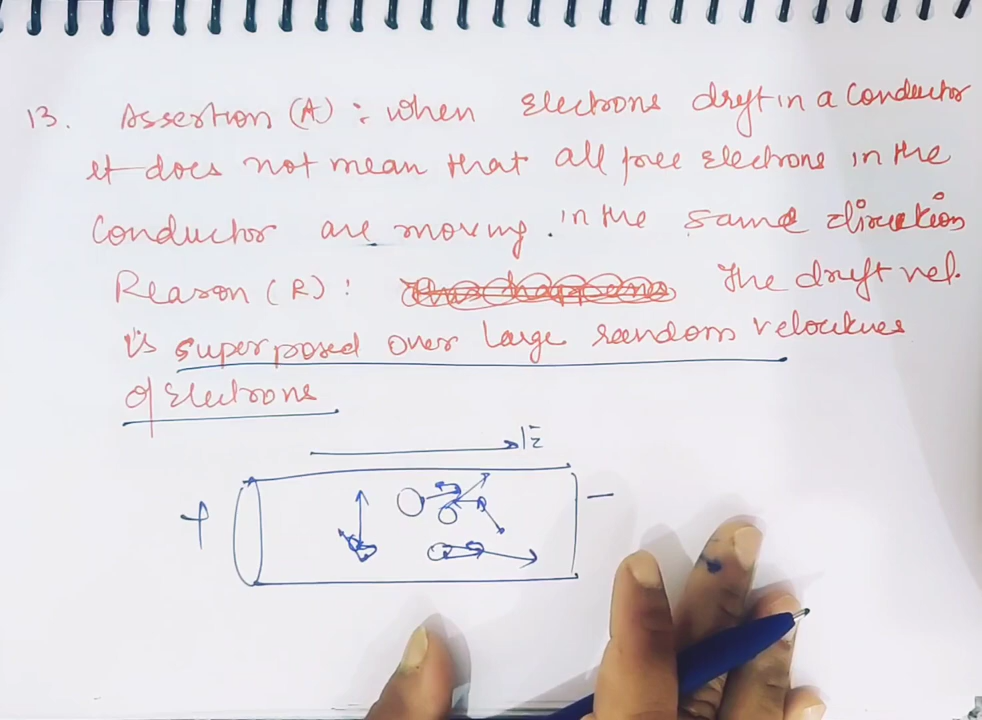 13. Assertion (A) : when Electrons drift in a Conductor
it does not mean that all free electrons in the
Conductor are moving in the same direction
Reason (R) : The drift vel.
is superposed over large random velocities
of Electrons
E
+ -